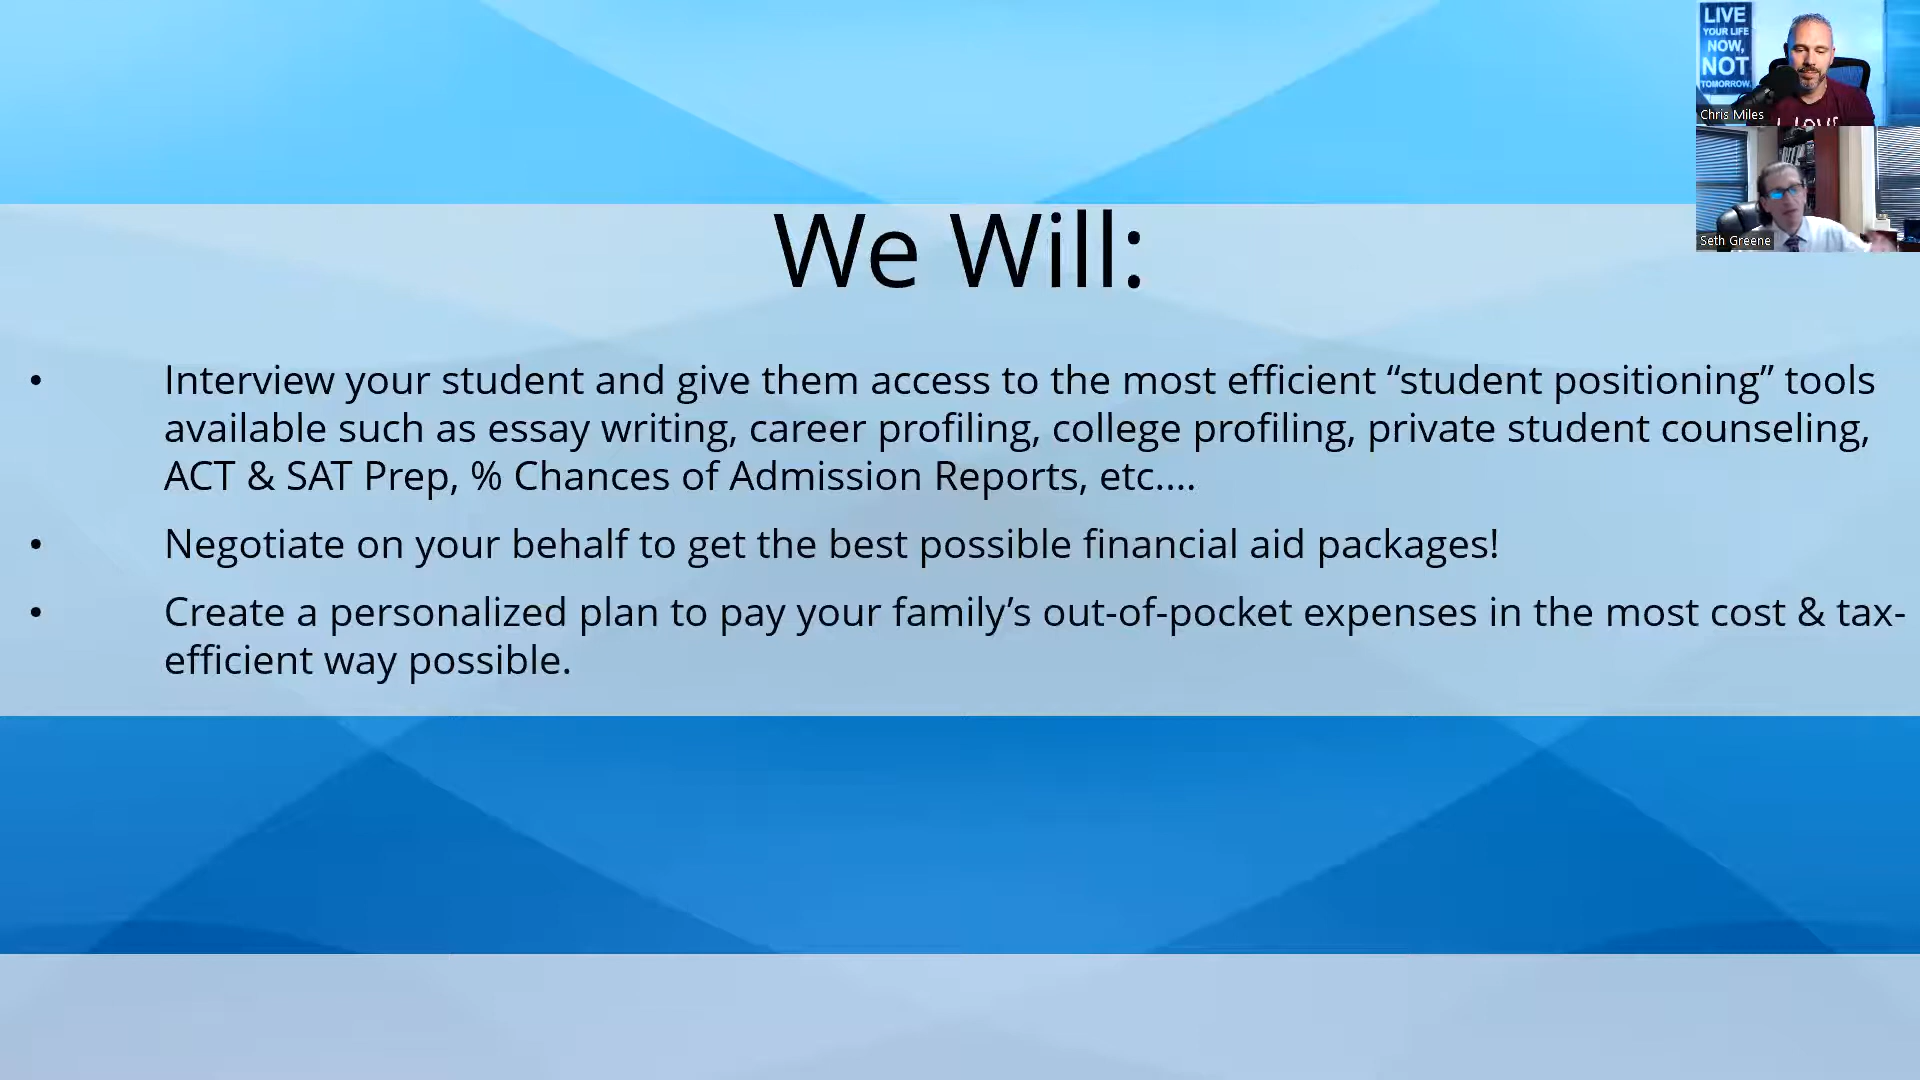 LIVE
YOUR LIFE
NOW,
NOT
TOMORROW.
Chris Miles
Seth Greene
We Will:
• Interview your student and give them access to the most efficient “student positioning” tools
available such as essay writing, career profiling, college profiling, private student counseling,
ACT & SAT Prep, % Chances of Admission Reports, etc....
• Negotiate on your behalf to get the best possible financial aid packages!
• Create a personalized plan to pay your family’s out-of-pocket expenses in the most cost & tax-
efficient way possible.